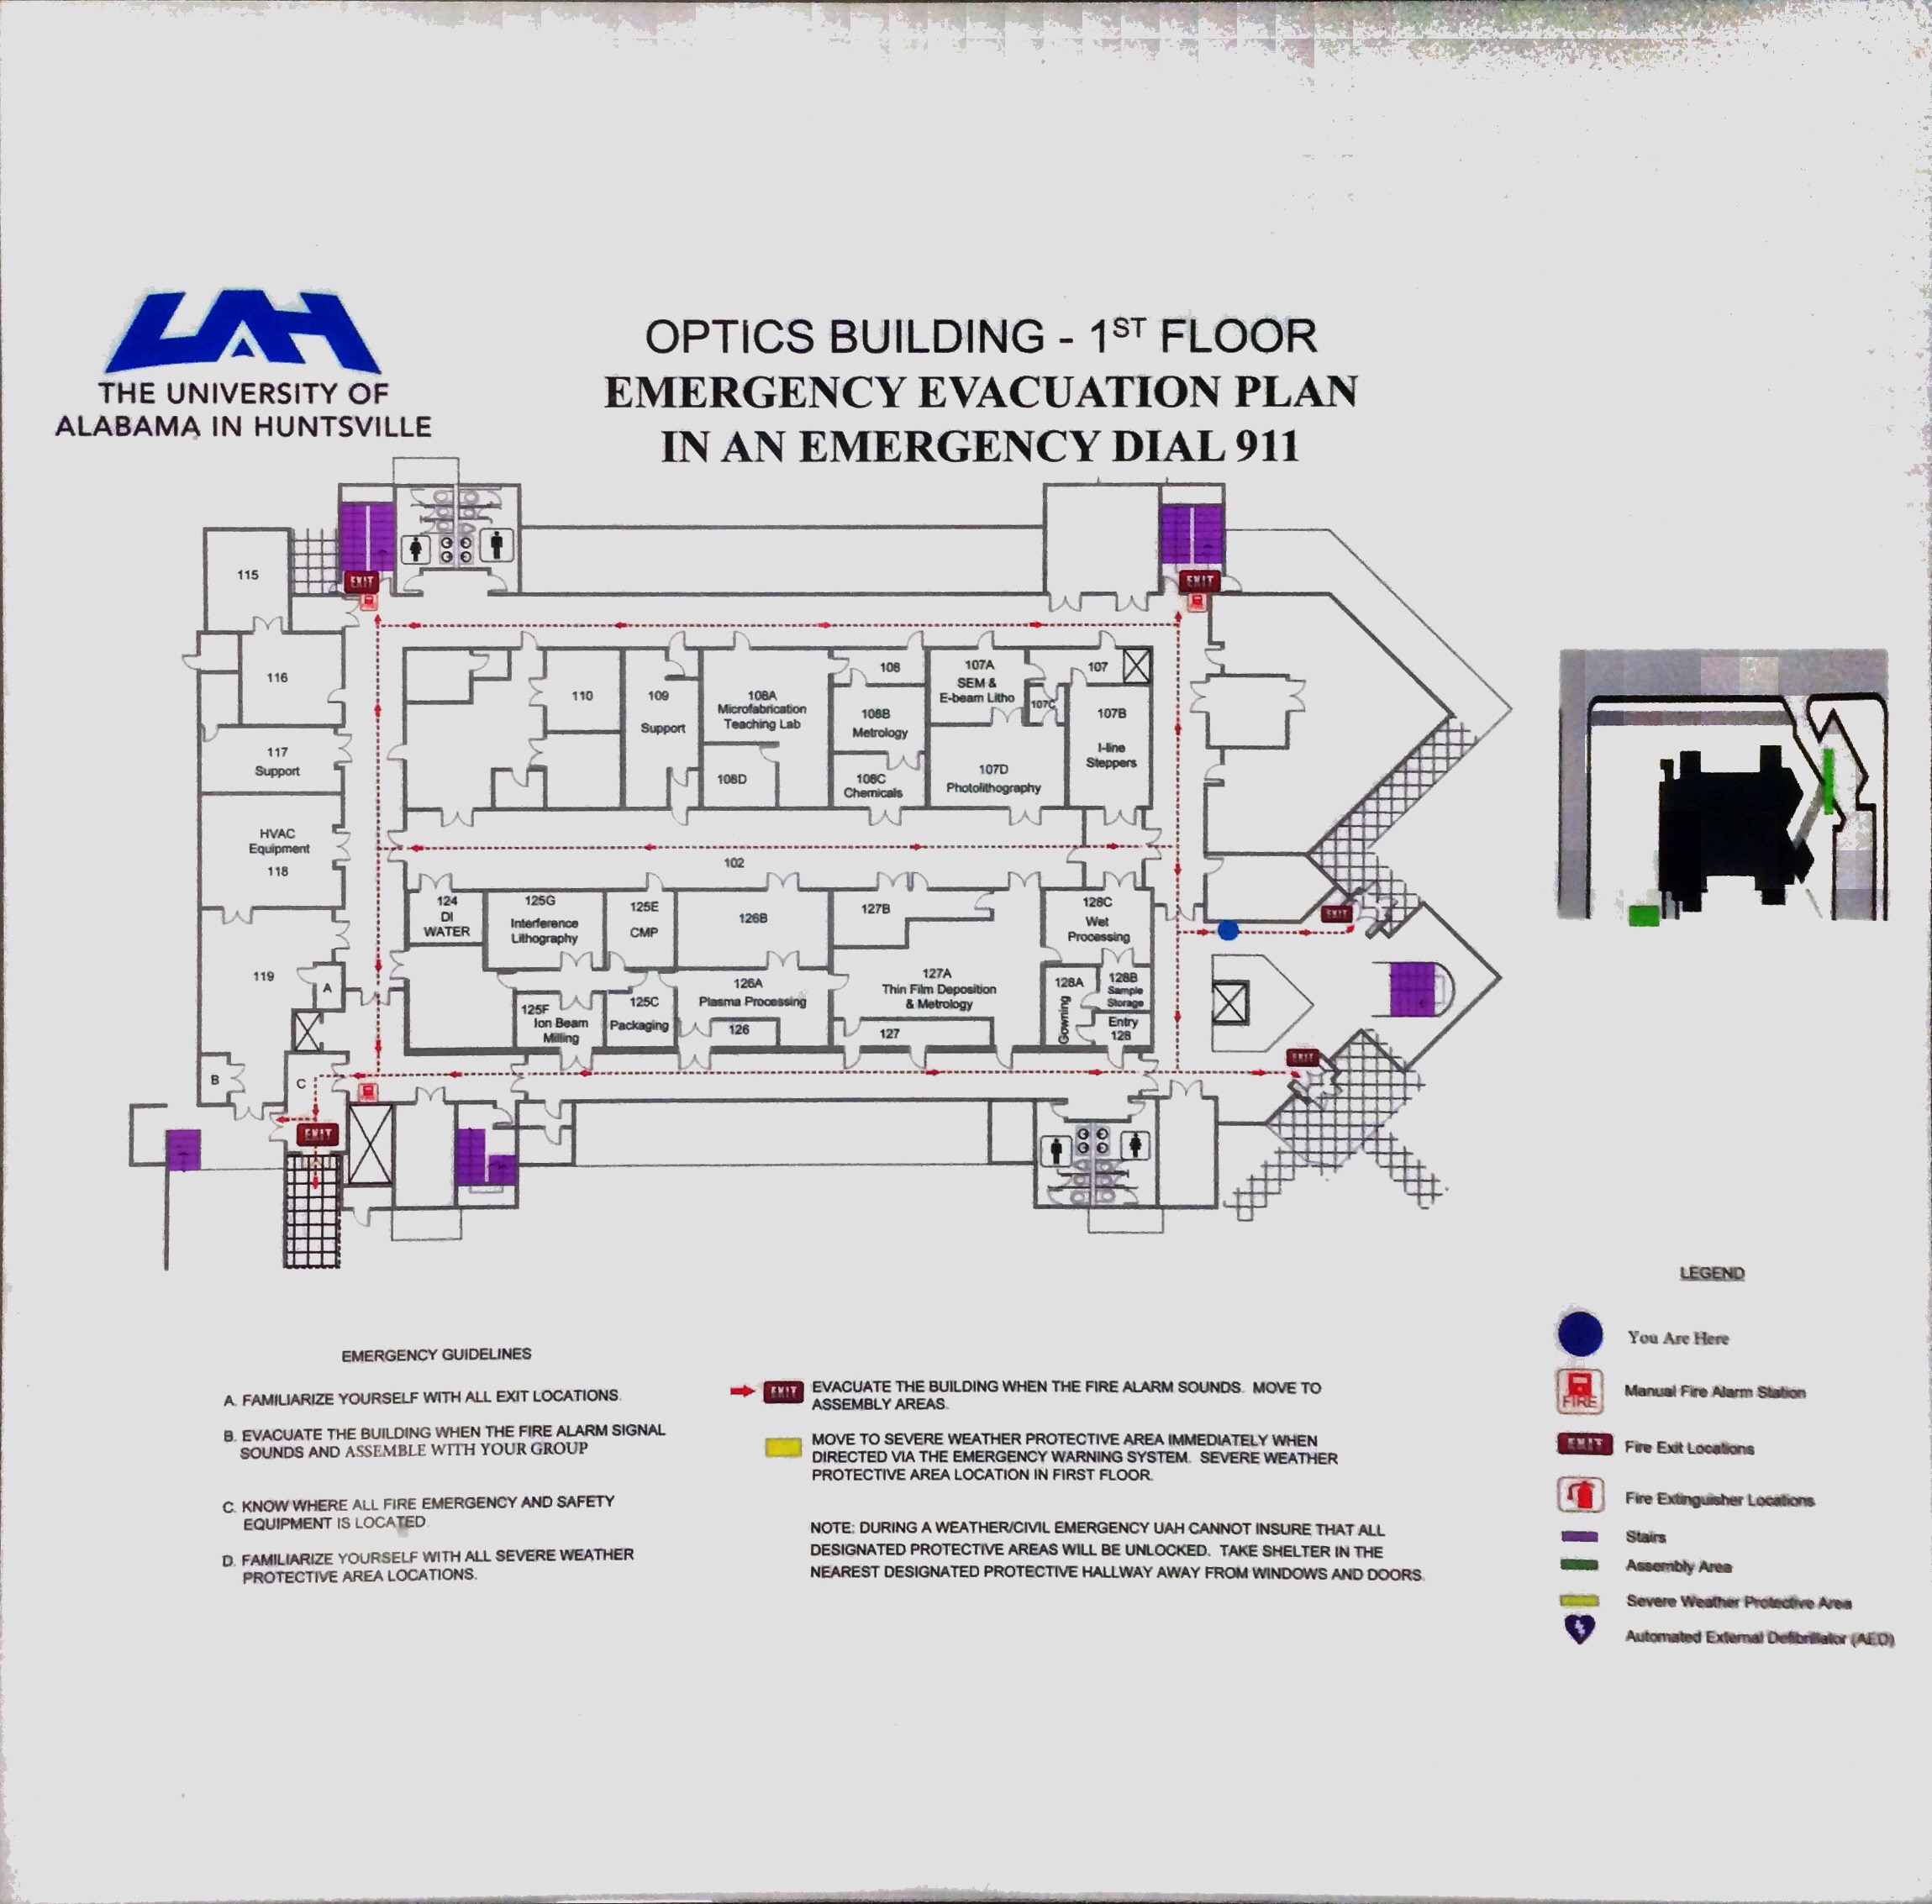 UAH
THE UNIVERSITY OF
ALABAMA IN HUNTSVILLE
OPTICS BUILDING - 1ST FLOOR
EMERGENCY EVACUATION PLAN
IN AN EMERGENCY DIAL 911
EXIT
EXIT
115
116
117
Support
HVAC
Equipment
118
119
A
B
C
EXIT
110
109
Support
108A
Microfabrication
Teaching Lab
108D
108
108B
Metrology
108C
Chemicals
107A
SEM &
E-beam Litho
107C
107
107B
I-line
Steppers
107D
Photolithography
102
124
DI
WATER
125G
Interference
Lithography
125E
CMP
126B
127B
128C
Wet
Processing
125F
Ion Beam
Milling
125C
Packaging
126A
Plasma Processing
126
127A
Thin Film Deposition
& Metrology
127
128A
Gowning
128B
Sample
Storage
Entry
128
EXIT
EXIT
EMERGENCY GUIDELINES
A. FAMILIARIZE YOURSELF WITH ALL EXIT LOCATIONS.
B. EVACUATE THE BUILDING WHEN THE FIRE ALARM SIGNAL
SOUNDS AND ASSEMBLE WITH YOUR GROUP
C. KNOW WHERE ALL FIRE EMERGENCY AND SAFETY
EQUIPMENT IS LOCATED.
D. FAMILIARIZE YOURSELF WITH ALL SEVERE WEATHER
PROTECTIVE AREA LOCATIONS.
EXIT
EVACUATE THE BUILDING WHEN THE FIRE ALARM SOUNDS. MOVE TO
ASSEMBLY AREAS.
MOVE TO SEVERE WEATHER PROTECTIVE AREA IMMEDIATELY WHEN
DIRECTED VIA THE EMERGENCY WARNING SYSTEM. SEVERE WEATHER
PROTECTIVE AREA LOCATION IN FIRST FLOOR.
NOTE: DURING A WEATHER/CIVIL EMERGENCY UAH CANNOT INSURE THAT ALL
DESIGNATED PROTECTIVE AREAS WILL BE UNLOCKED. TAKE SHELTER IN THE
NEAREST DESIGNATED PROTECTIVE HALLWAY AWAY FROM WINDOWS AND DOORS.
LEGEND
You Are Here
FIRE
Manual Fire Alarm Station
EXIT
Fire Exit Locations
Fire Extinguisher Locations
Stairs
Assembly Area
Severe Weather Protective Area
Automated External Defibrillator (AED)